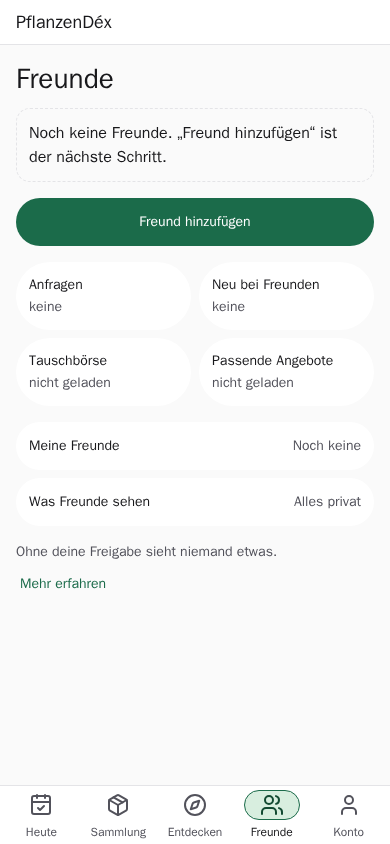 PflanzenDéx
Freunde
Noch keine Freunde. „Freund hinzufügen“ ist
der nächste Schritt.
Freund hinzufügen
Anfragen
keine
Neu bei Freunden
keine
Tauschbörse
nicht geladen
Passende Angebote
nicht geladen
Meine Freunde
Noch keine
Was Freunde sehen
Alles privat
Ohne deine Freigabe sieht niemand etwas.
Mehr erfahren
Heute
Sammlung
Entdecken
Freunde
Konto